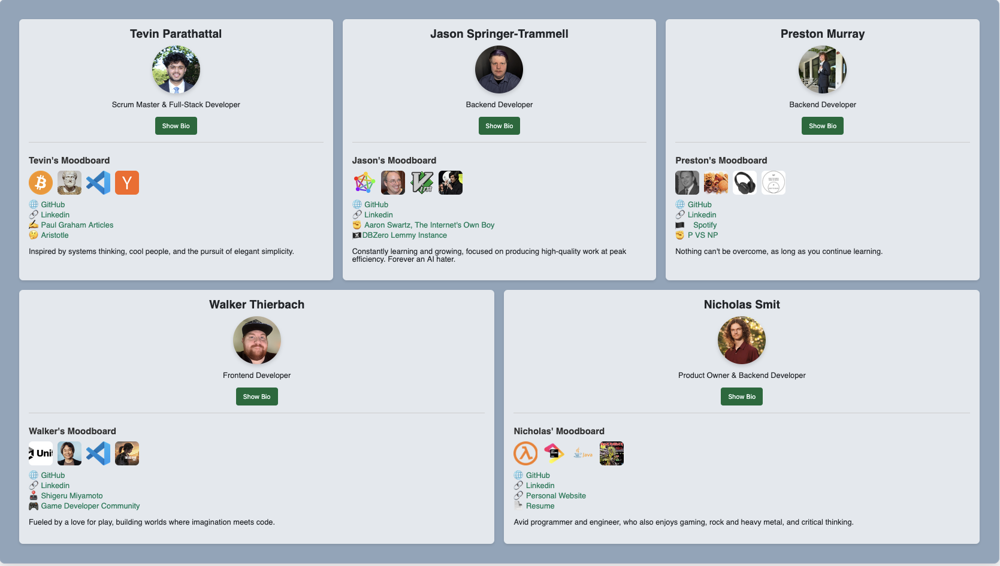 Tevin Parathattal
Scrum Master & Full-Stack Developer
Show Bio
Tevin's Moodboard
GitHub
Linkedin
Paul Graham Articles
Aristotle
Inspired by systems thinking, cool people, and the pursuit of elegant simplicity.
Jason Springer-Trammell
Backend Developer
Show Bio
Jason's Moodboard
GitHub
Linkedin
Aaron Swartz, The Internet's Own Boy
DBZero Lemmy Instance
Constantly learning and growing, focused on producing high-quality work at peak
efficiency. Forever an AI hater.
Preston Murray
Backend Developer
Show Bio
Preston's Moodboard
GitHub
Linkedin
Spotify
P VS NP
Nothing can't be overcome, as long as you continue learning.
Walker Thierbach
Frontend Developer
Show Bio
Walker's Moodboard
Unit
GitHub
Linkedin
Shigeru Miyamoto
Game Developer Community
Fueled by a love for play, building worlds where imagination meets code.
Nicholas Smit
Product Owner & Backend Developer
Show Bio
Nicholas' Moodboard
Java
GitHub
Linkedin
Personal Website
Resume
Avid programmer and engineer, who also enjoys gaming, rock and heavy metal, and critical thinking.